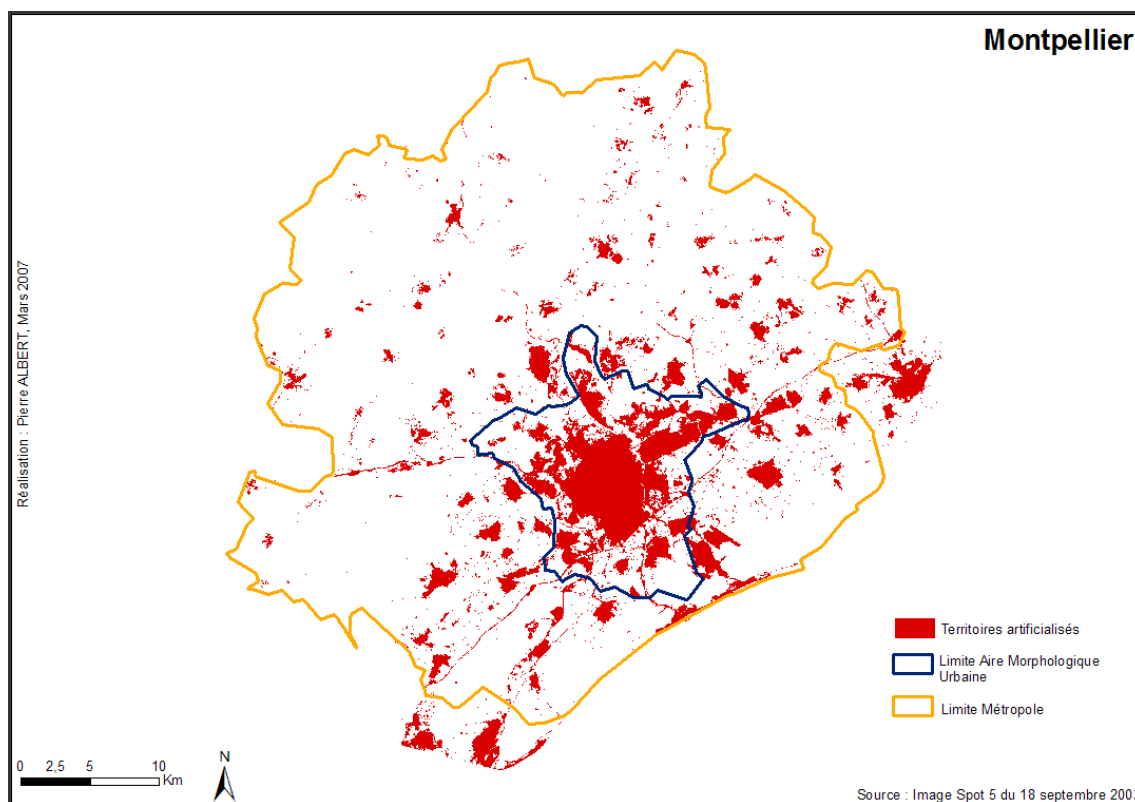 Montpellier
Réalisation : Pierre ALBERT, Mars 2007
Territoires artificialisés
Limite Aire Morphologique
Urbaine
Limite Métropole
0 2,5 5 10
Km
N
Source : Image Spot 5 du 18 septembre